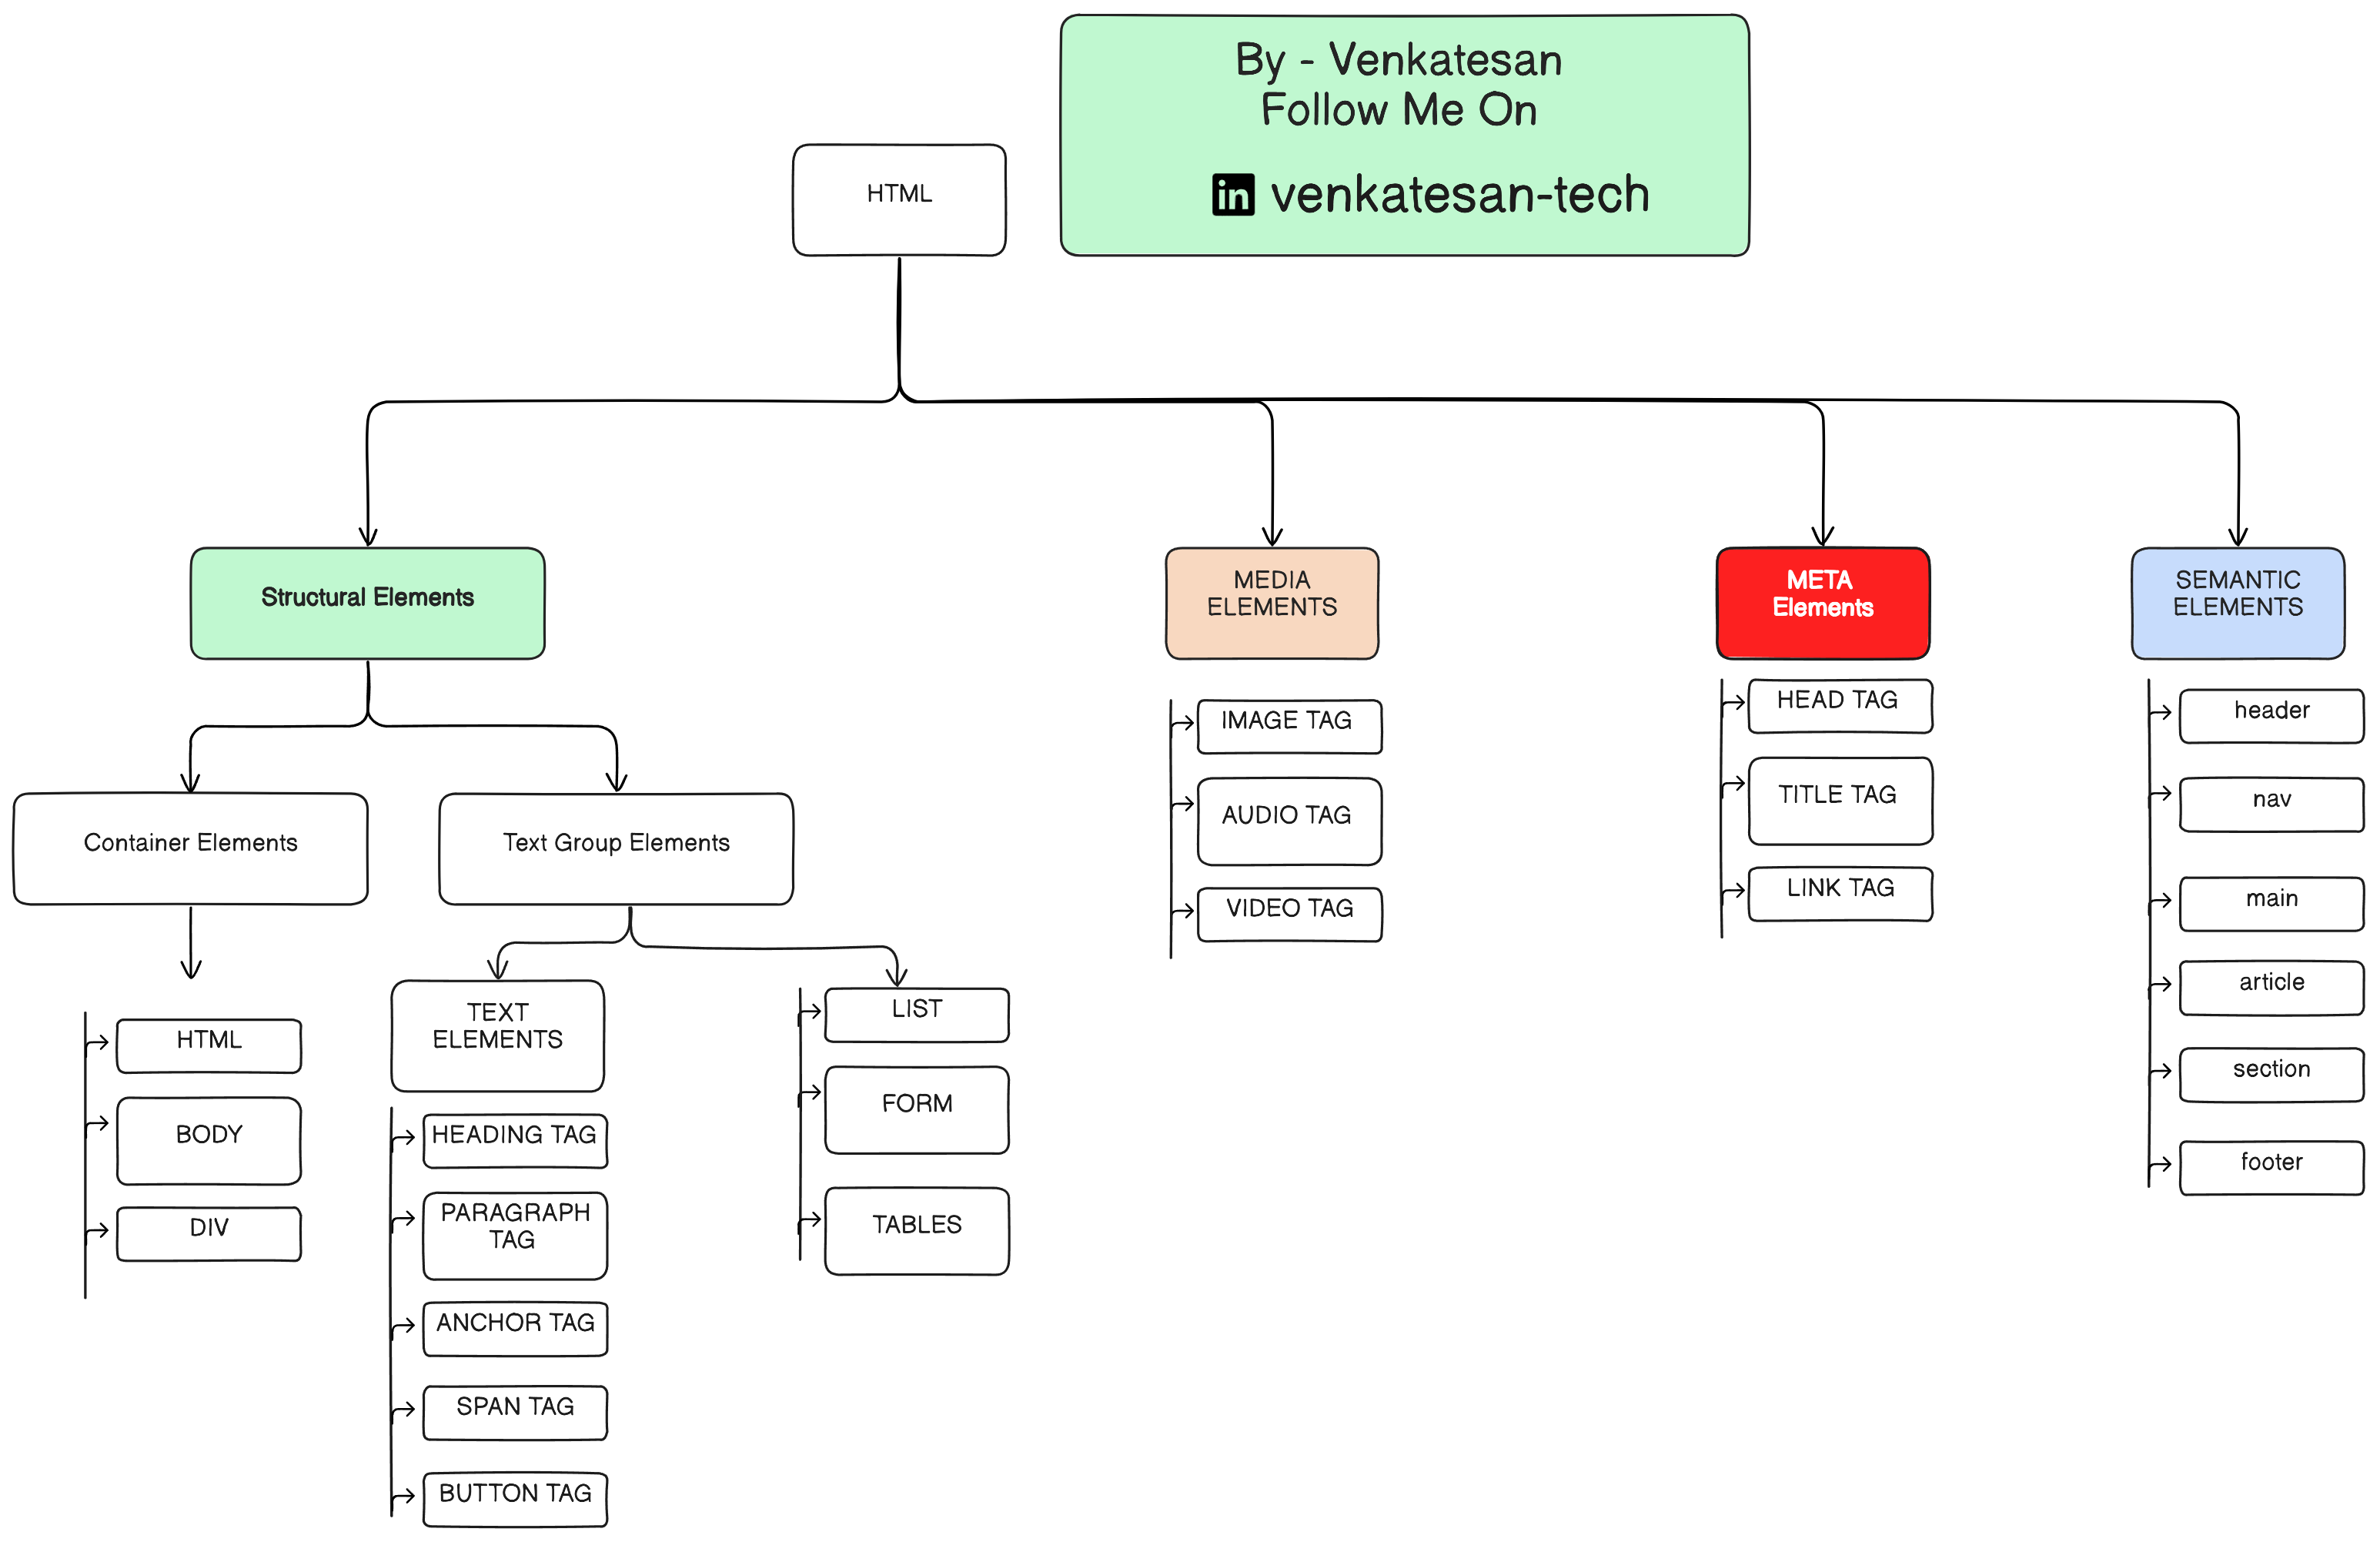 By - Venkatesan
Follow Me On
in venkatesan-tech
HTML
Structural Elements
MEDIA
ELEMENTS
META
Elements
SEMANTIC
ELEMENTS
Container Elements
Text Group Elements
HTML
BODY
DIV
TEXT
ELEMENTS
HEADING TAG
PARAGRAPH
TAG
ANCHOR TAG
SPAN TAG
BUTTON TAG
LIST
FORM
TABLES
IMAGE TAG
AUDIO TAG
VIDEO TAG
HEAD TAG
TITLE TAG
LINK TAG
header
nav
main
article
section
footer